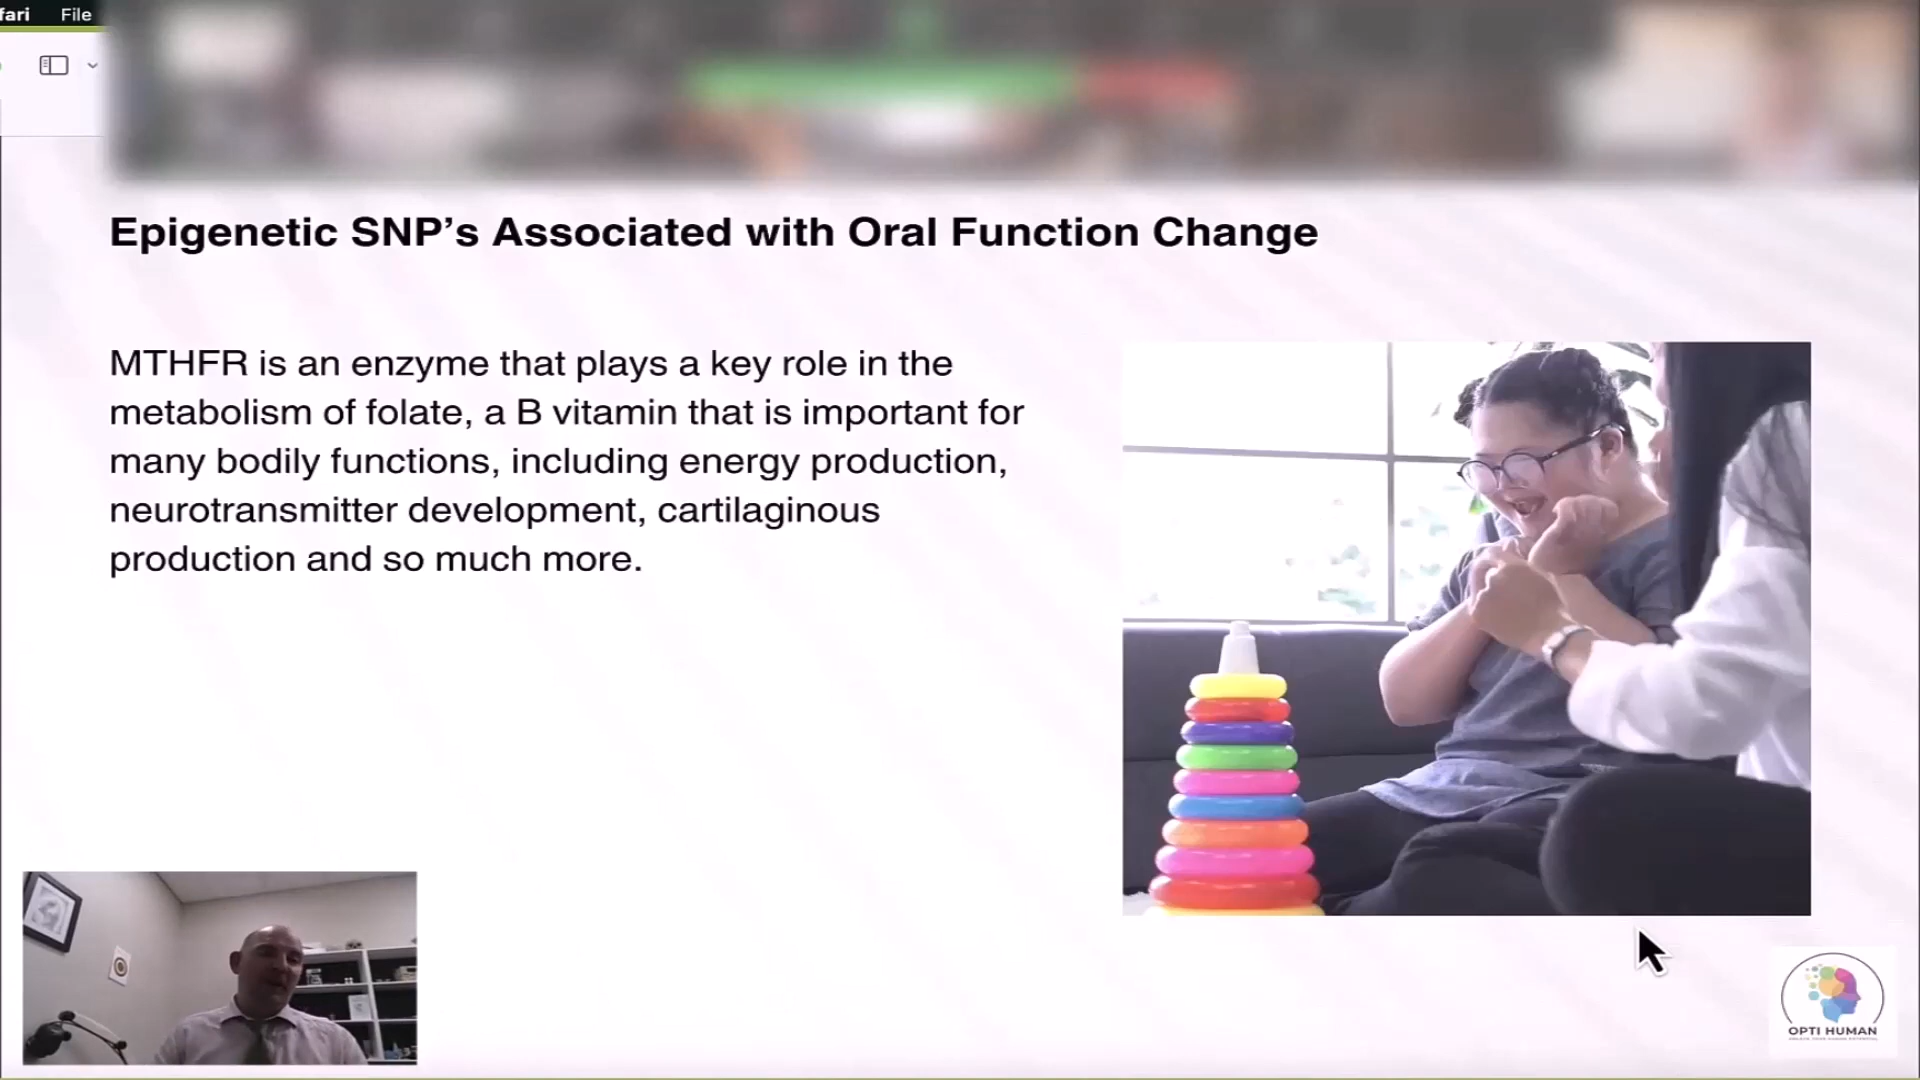 fari File
Epigenetic SNP’s Associated with Oral Function Change
MTHFR is an enzyme that plays a key role in the
metabolism of folate, a B vitamin that is important for
many bodily functions, including energy production,
neurotransmitter development, cartilaginous
production and so much more.
OPTI HUMAN